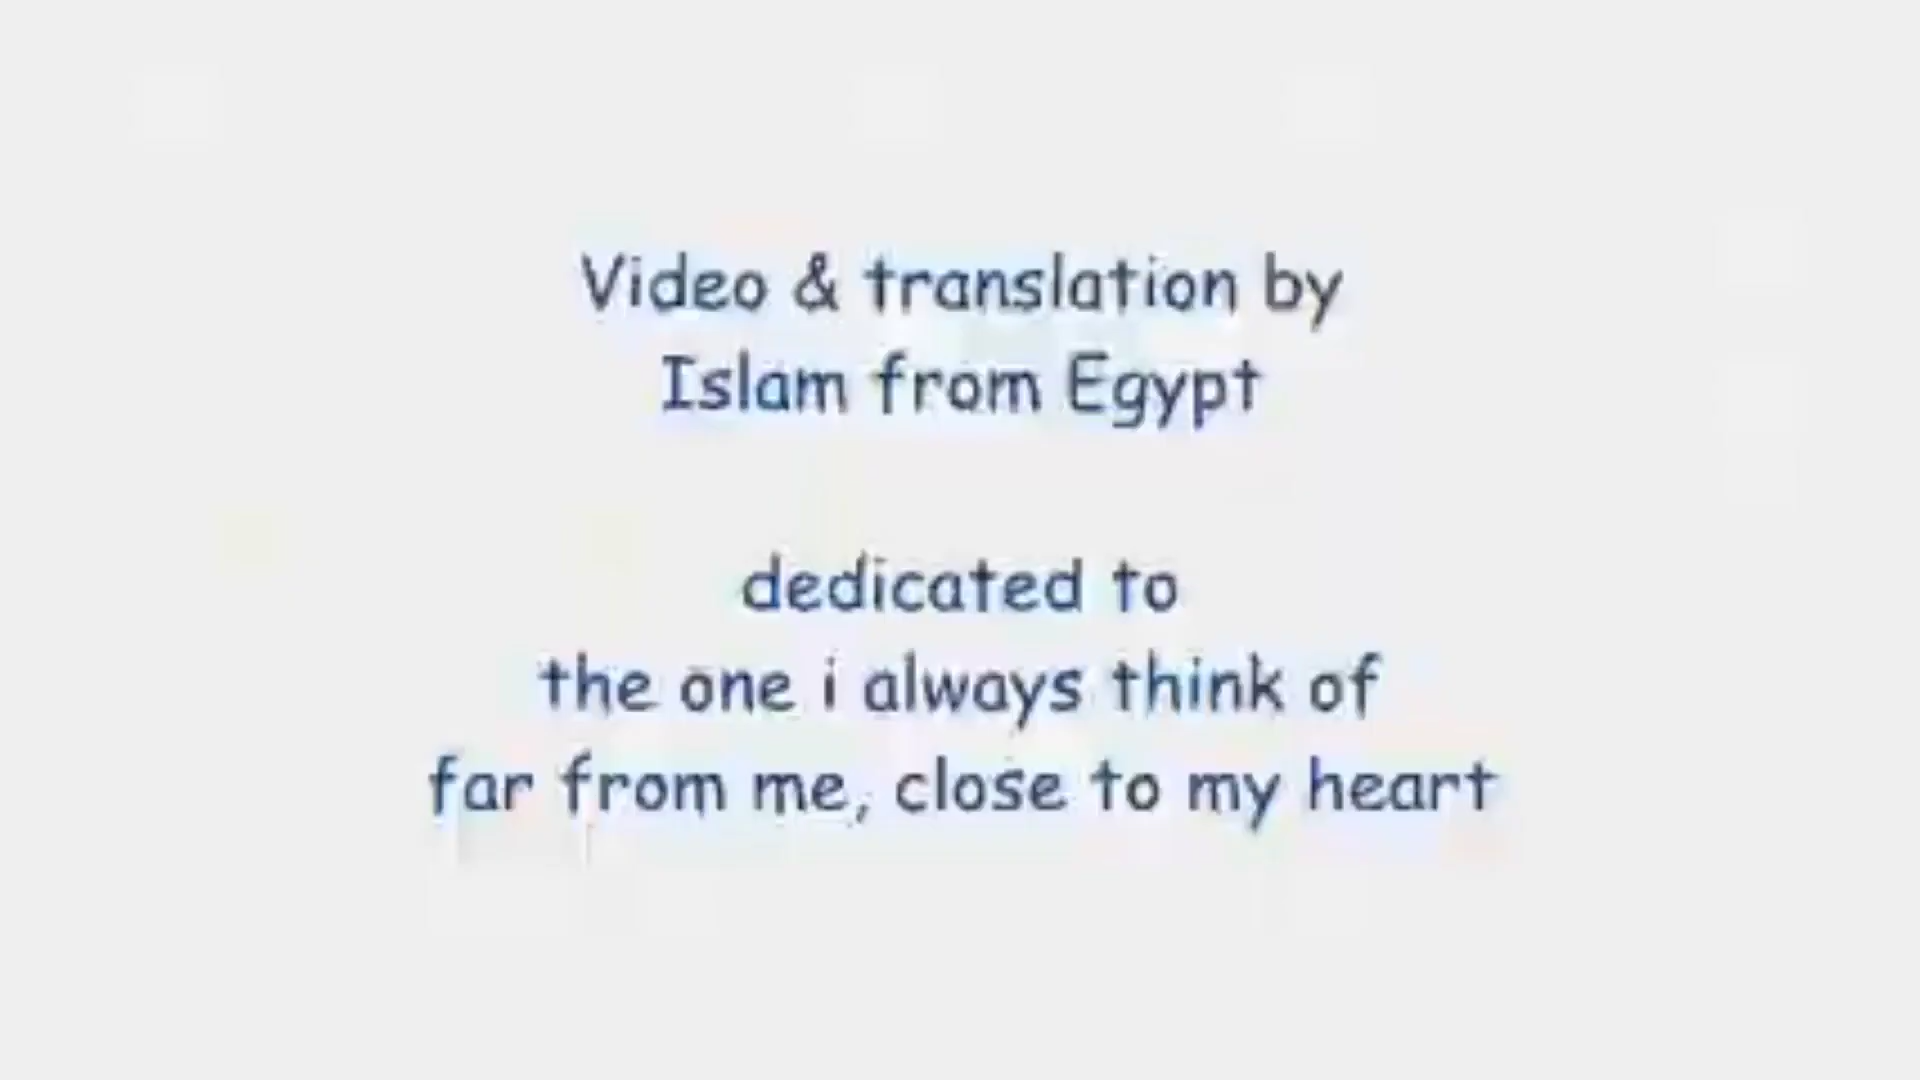 Video & translation by
Islam from Egypt
dedicated to
the one i always think of
far from me, close to my heart